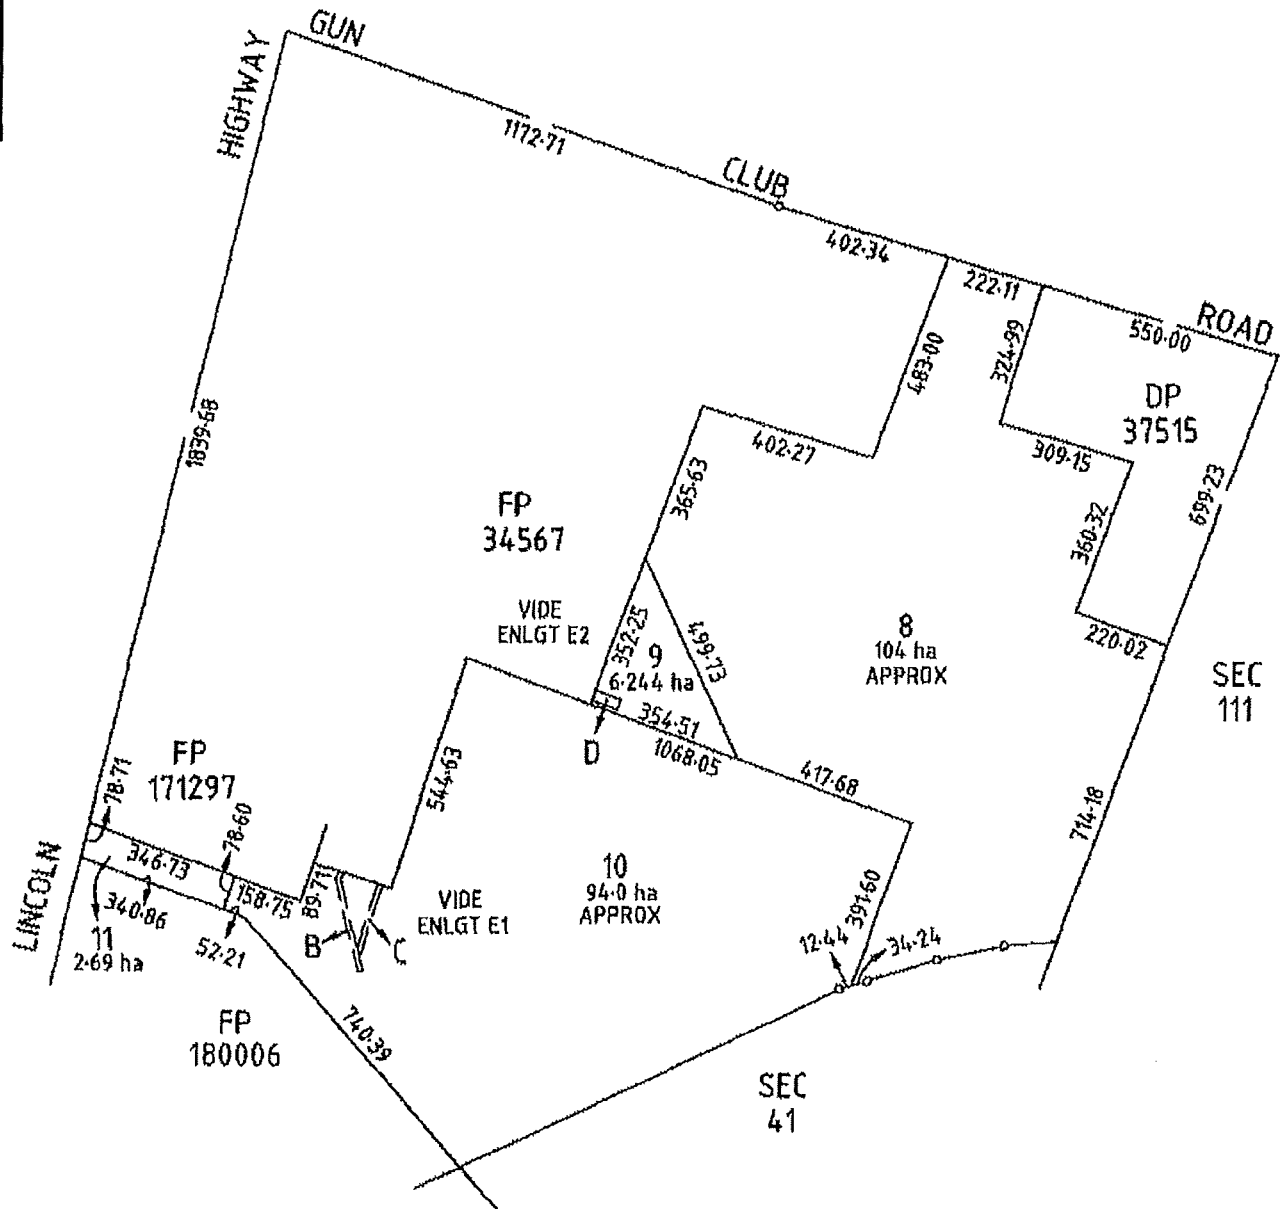 GUN
HIGHWAY
1172·71
CLUB
402·34
222·11
ROAD
550·00
324·99
483·00
DP
37515
1839·68
402·27
309·15
365·63
699·23
FP
34567
360·32
VIDE
ENLGT E2
352·25
499·73
8
104 ha
APPROX
220·02
9
6·244 ha
SEC
111
354·51
D
1068·05
417·68
FP
171297
78·71
544·63
78·60
714·18
346·73
158·75
89·71
10
94·0 ha
APPROX
391·60
VIDE
ENLGT E1
LINCOLN
340·86
11
2·69 ha
52·21
B
C
12·44
34·24
FP
180006
740·39
SEC
41